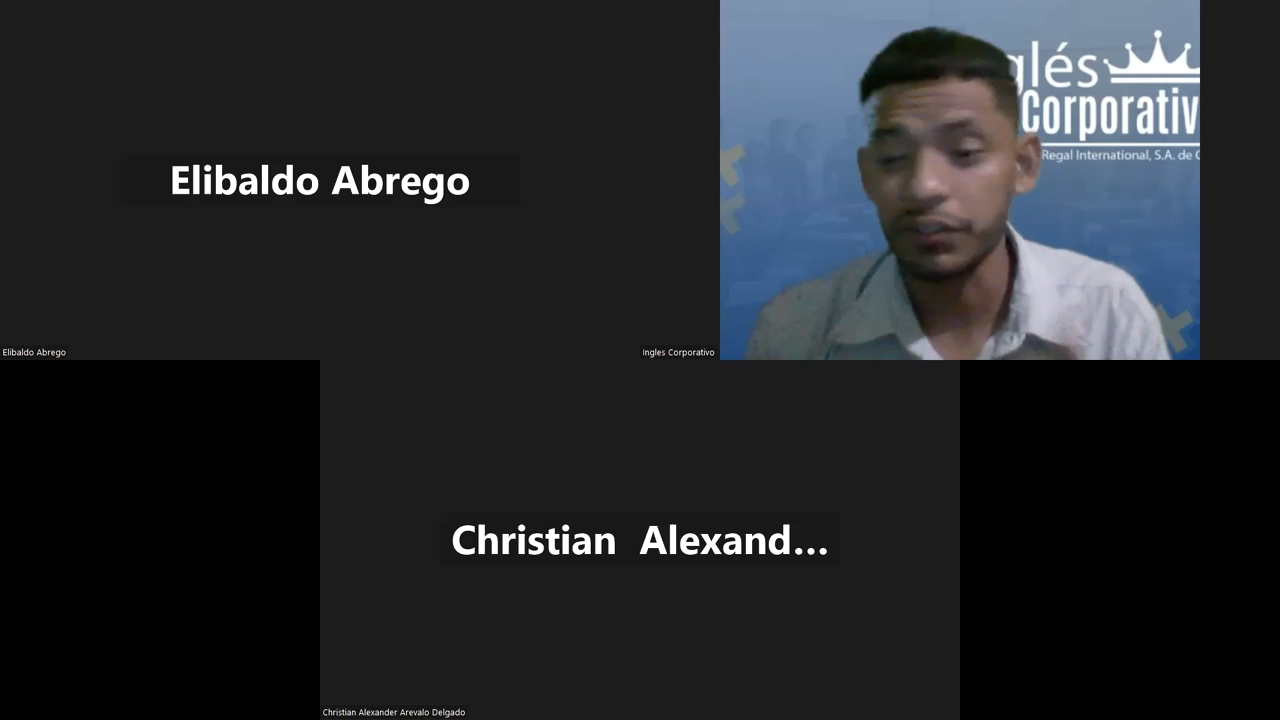 Elibaldo Abrego
glés
Corporativ
Regal International, S.A. de C
Elibaldo Abrego
Ingles Corporativo
Christian Alexand...
Christian Alexander Arevalo Delgado